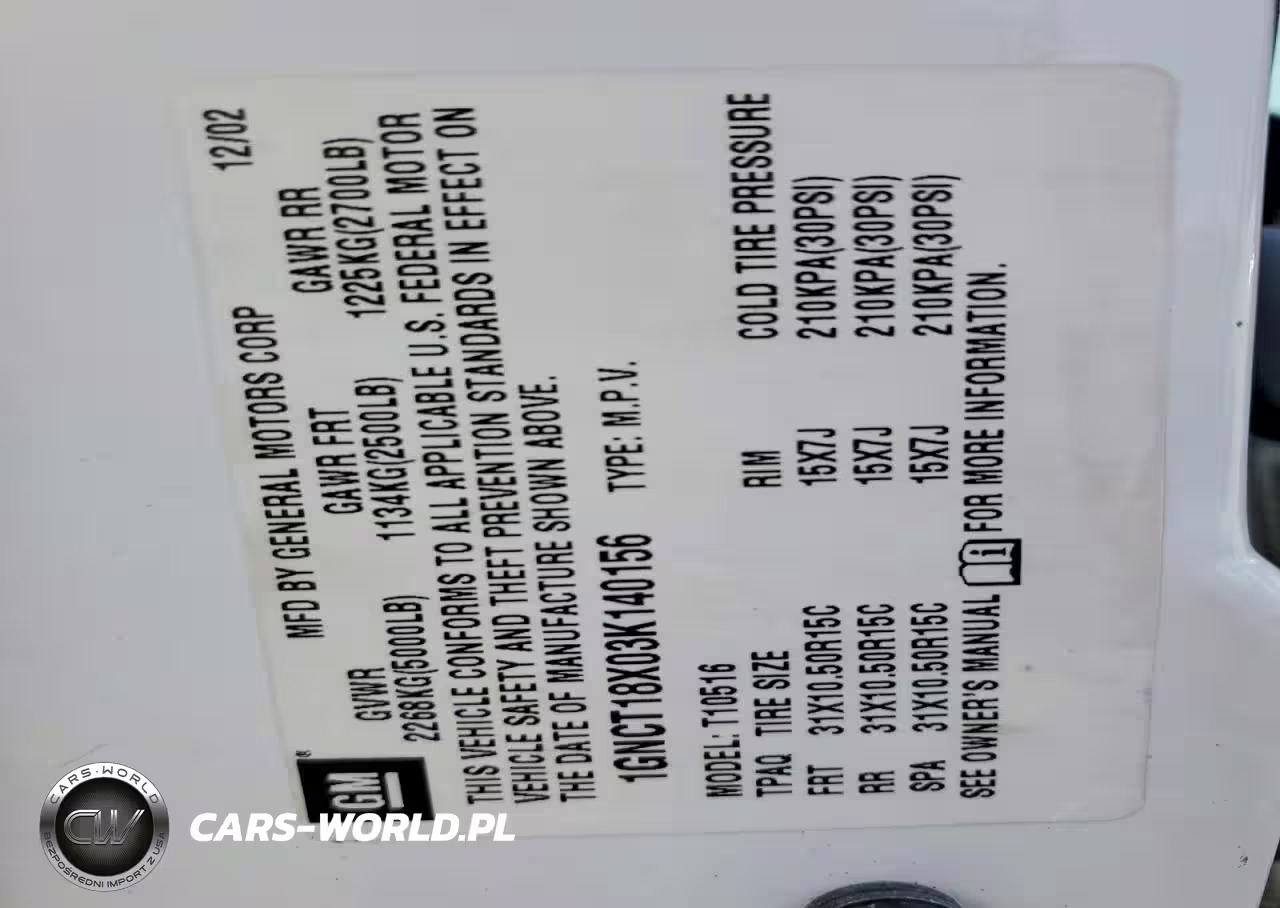 MFD BY GENERAL MOTORS CORP 12/02
GVWR GAWR FRT GAWR RR
2268KG(5000LB) 1134KG(2500LB) 1225KG(2700LB)
THIS VEHICLE CONFORMS TO ALL APPLICABLE U.S. FEDERAL MOTOR
VEHICLE SAFETY AND THEFT PREVENTION STANDARDS IN EFFECT ON
THE DATE OF MANUFACTURE SHOWN ABOVE.
1GNCT18X03K140156 TYPE: M.P.V.
MODEL: T10516
TPAQ TIRE SIZE RIM COLD TIRE PRESSURE
FRT 31X10.50R15C 15X7J 210KPA(30PSI)
RR 31X10.50R15C 15X7J 210KPA(30PSI)
SPA 31X10.50R15C 15X7J 210KPA(30PSI)
SEE OWNER'S MANUAL i FOR MORE INFORMATION.
GM ®
CARS-WORLD
CW
BEZPOŚREDNI IMPORT Z USA
CARS-WORLD.PL